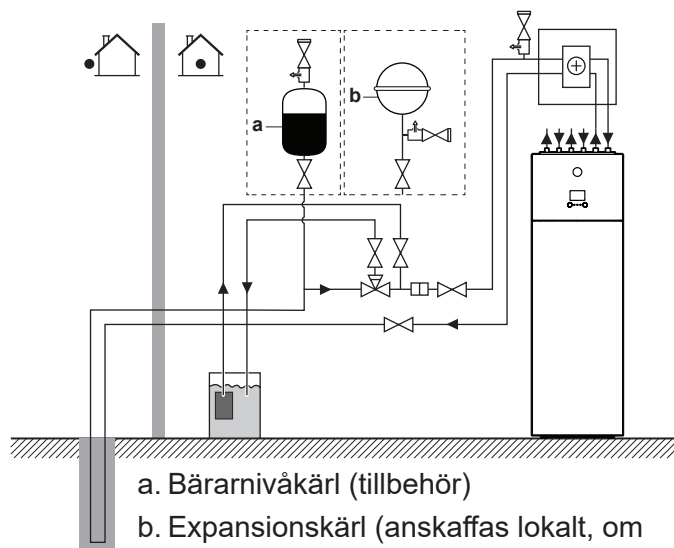 a
b
a. Bärarnivåkärl (tillbehör)
b. Expansionskärl (anskaffas lokalt, om